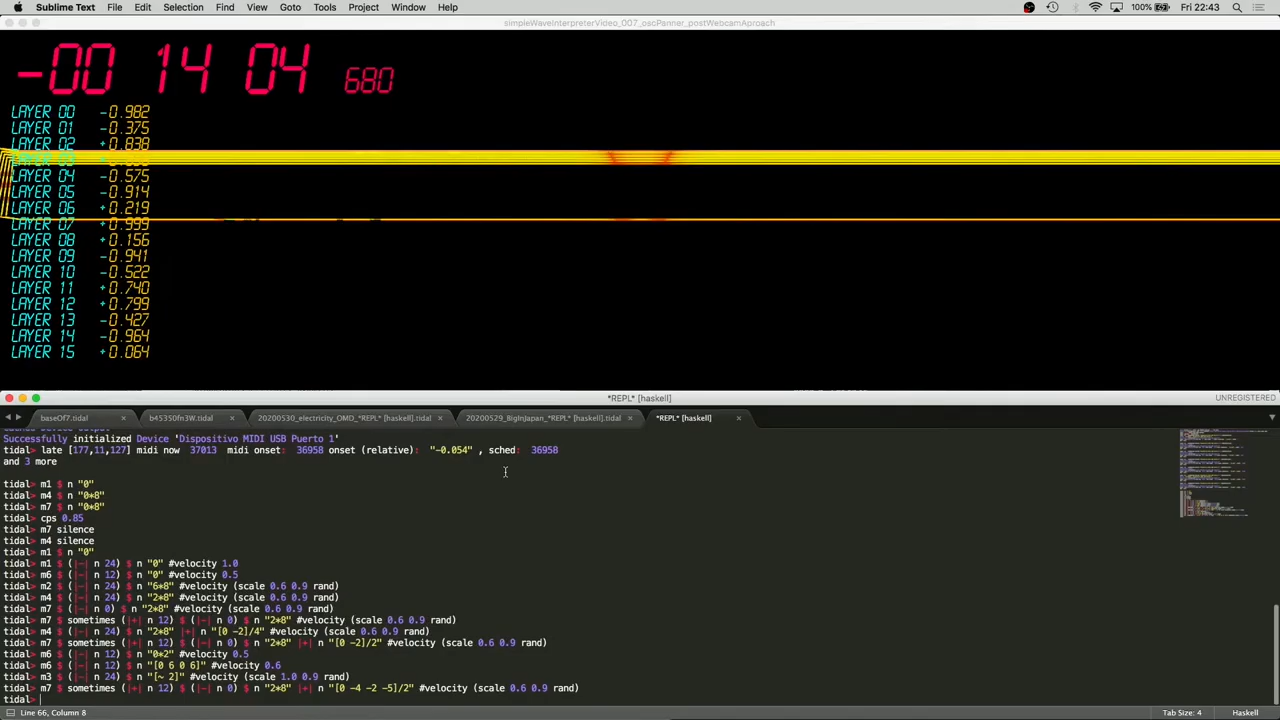 Sublime Text File Edit Selection Find View Goto Tools Project Window Help 100% Fri 22:43
simpleWaveInterpreterVideo_007_oscPanner_postWebcamAproach
-00 14 04 680
LAYER 00 -0.982
LAYER 01 -0.375
LAYER 02 +0.838
LAYER 03
LAYER 04 -0.575
LAYER 05 -0.914
LAYER 06 +0.219
LAYER 07 +0.999
LAYER 08 +0.156
LAYER 09 -0.941
LAYER 10 -0.522
LAYER 11 +0.740
LAYER 12 +0.799
LAYER 13 -0.427
LAYER 14 -0.964
LAYER 15 +0.064
*REPL* [haskell] UNREGISTERED
baseOf7.tidal b45350fn3W.tidal 20200530_electricity_OMD_*REPL* [haskell].tidal 20200529_BigInJapan_*REPL* [haskell].tidal *REPL* [haskell]
Successfully initialized Device 'Dispositivo MIDI USB Puerto 1'
tidal> late [177,11,127] midi now 37013 midi onset: 36958 onset (relative): "-0.054" , sched: 36958
and 3 more
tidal> m1 $ n "0"
tidal> m4 $ n "0*8"
tidal> m7 $ n "0*8"
tidal> cps 0.85
tidal> m7 silence
tidal> m4 silence
tidal> m1 $ n "0"
tidal> m1 $ (|-| n 24) $ n "0" #velocity 1.0
tidal> m6 $ (|-| n 12) $ n "0" #velocity 0.5
tidal> m2 $ (|-| n 24) $ n "6*8" #velocity (scale 0.6 0.9 rand)
tidal> m4 $ (|-| n 24) $ n "2*8" #velocity (scale 0.6 0.9 rand)
tidal> m7 $ (|-| n 0) $ n "2*8" #velocity (scale 0.6 0.9 rand)
tidal> m7 $ sometimes (|+| n 12) $ (|-| n 0) $ n "2*8" #velocity (scale 0.6 0.9 rand)
tidal> m4 $ (|-| n 24) $ n "2*8" |+| n "[0 -2]/4" #velocity (scale 0.6 0.9 rand)
tidal> m7 $ sometimes (|+| n 12) $ (|-| n 0) $ n "2*8" |+| n "[0 -2]/2" #velocity (scale 0.6 0.9 rand)
tidal> m6 $ (|-| n 12) $ n "0*2" #velocity 0.5
tidal> m6 $ (|-| n 12) $ n "[0 6 0 6]" #velocity 0.6
tidal> m3 $ (|-| n 24) $ n "[~ 2]" #velocity (scale 1.0 0.9 rand)
tidal> m7 $ sometimes (|+| n 12) $ (|-| n 0) $ n "2*8" |+| n "[0 -4 -2 -5]/2" #velocity (scale 0.6 0.9 rand)
tidal>
Line 66, Column 8 Tab Size: 4 Haskell